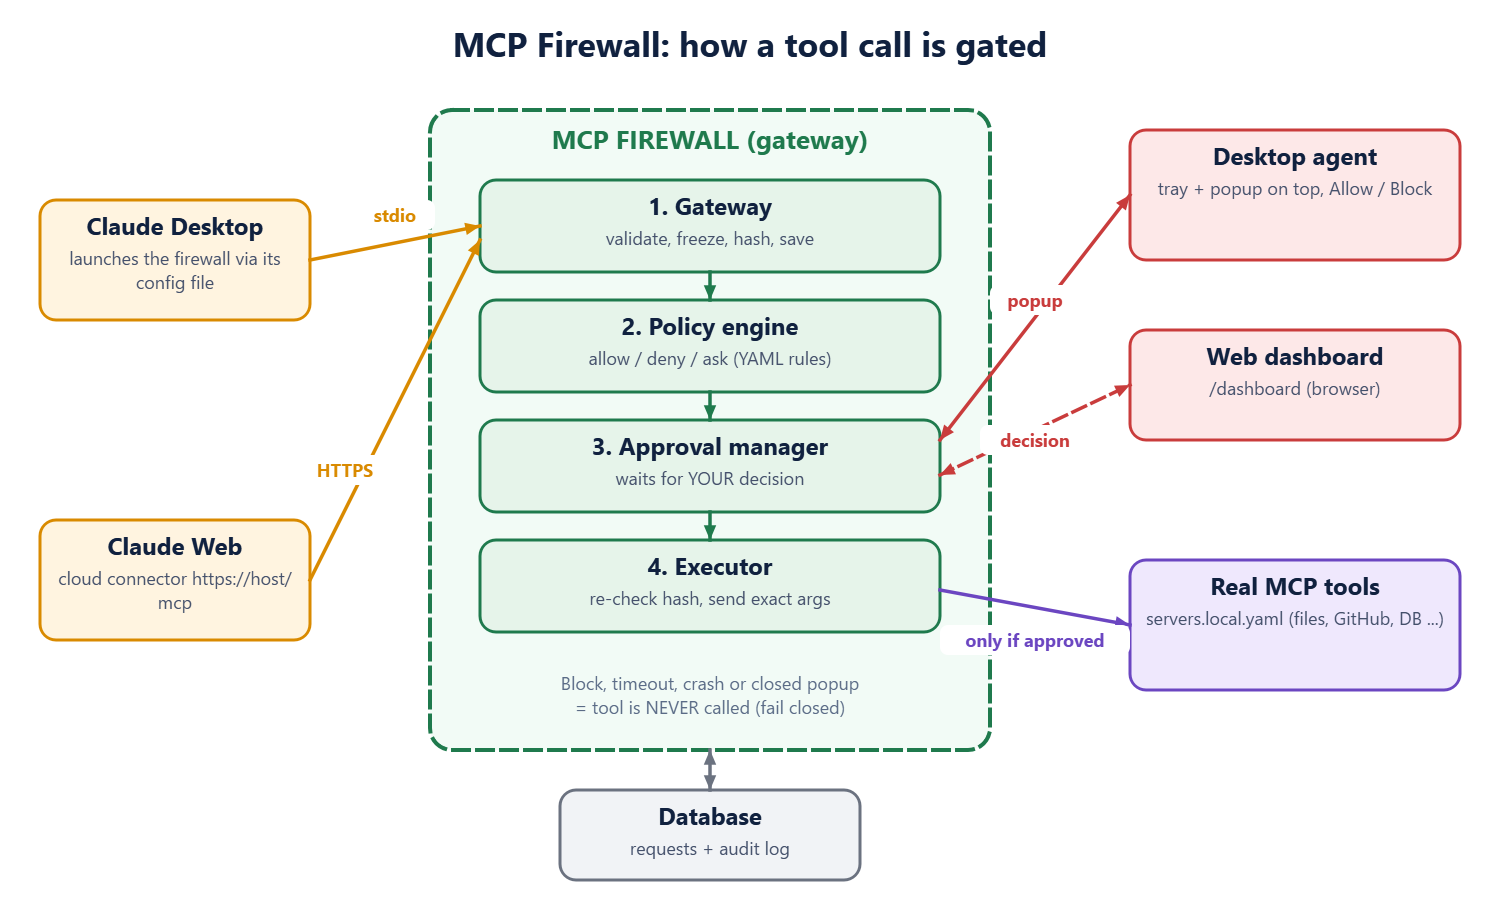 MCP Firewall: how a tool call is gated
MCP FIREWALL (gateway)
Claude Desktop
launches the firewall via its
config file
stdio
Claude Web
cloud connector https://host/
mcp
HTTPS
1. Gateway
validate, freeze, hash, save
2. Policy engine
allow / deny / ask (YAML rules)
3. Approval manager
waits for YOUR decision
4. Executor
re-check hash, send exact args
Block, timeout, crash or closed popup
= tool is NEVER called (fail closed)
popup
decision
only if approved
Desktop agent
tray + popup on top, Allow / Block
Web dashboard
/dashboard (browser)
Real MCP tools
servers.local.yaml (files, GitHub, DB ...)
Database
requests + audit log